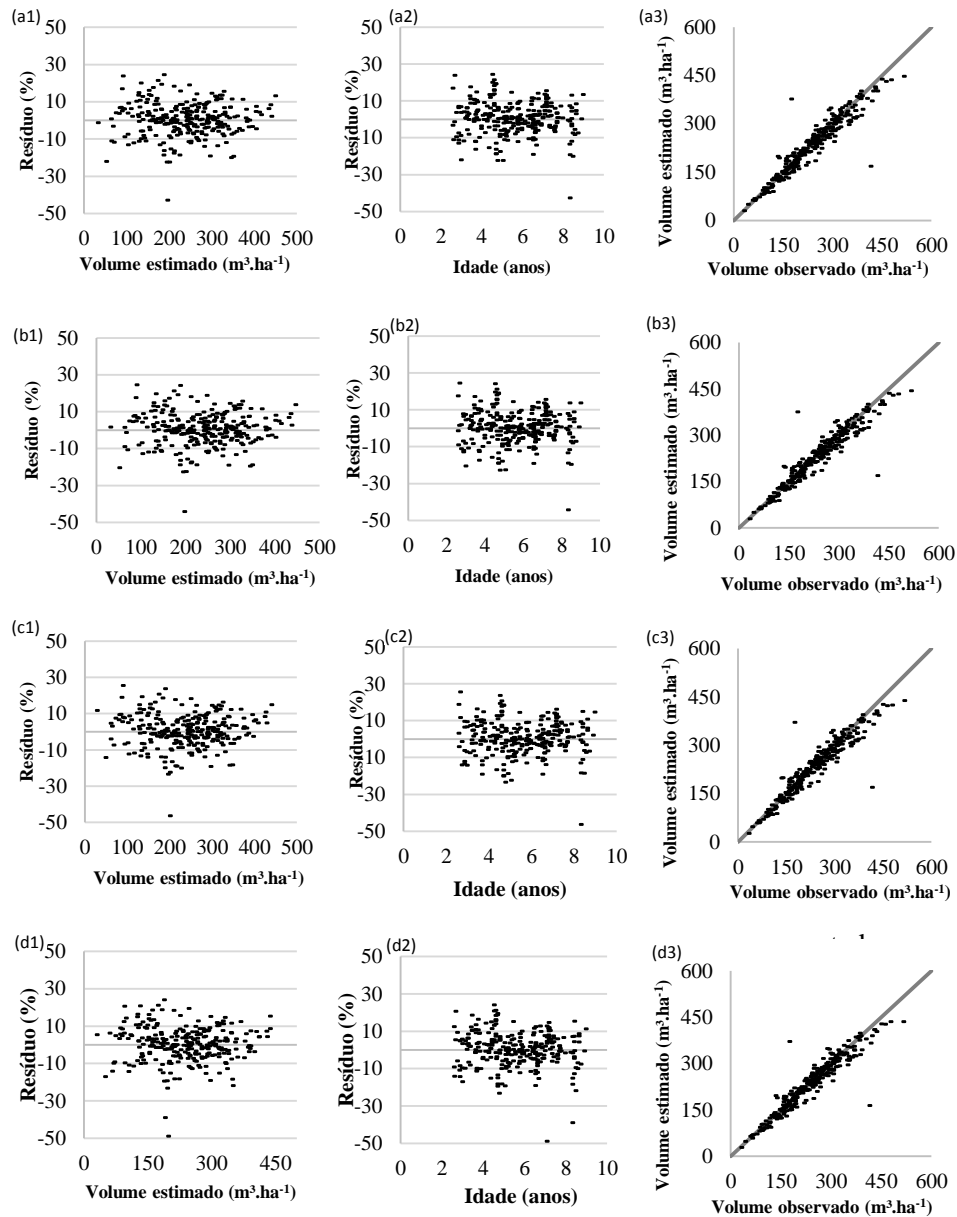 (a1)
50
30
10
-10
-30
-50
Resíduo (%)
0 100 200 300 400 500
Volume estimado (m³.ha⁻¹)
(a2)
50
30
10
-10
-30
-50
Resíduo (%)
0 2 4 6 8 10
Idade (anos)
(a3)
600
450
300
150
0
Volume estimado (m³.ha⁻¹)
0 150 300 450 600
Volume observado (m³.ha⁻¹)
(b1)
50
30
10
-10
-30
-50
Resíduo (%)
0 100 200 300 400 500
Volume estimado (m³.ha⁻¹)
(b2)
50
30
10
-10
-30
-50
Resíduo (%)
0 2 4 6 8 10
Idade (anos)
(b3)
600
450
300
150
0
Volume estimado (m³.ha⁻¹)
0 150 300 450 600
Volume observado (m³.ha⁻¹)
(c1)
50
30
10
-10
-30
-50
Resíduo (%)
0 100 200 300 400 500
Volume estimado (m³.ha⁻¹)
(c2)
50
30
10
-10
-30
-50
Resíduo (%)
0 2 4 6 8 10
Idade (anos)
(c3)
600
450
300
150
0
Volume estimado (m³.ha⁻¹)
0 150 300 450 600
Volume observado (m³.ha⁻¹)
(d1)
50
30
10
-10
-30
-50
Resíduo (%)
0 150 300 450
Volume estimado (m³.ha⁻¹)
(d2)
50
30
10
-10
-30
-50
Resíduo (%)
0 2 4 6 8 10
Idade (anos)
(d3)
600
450
300
150
0
Volume estimado (m³.ha⁻¹)
0 150 300 450 600
Volume observado (m³.ha⁻¹)